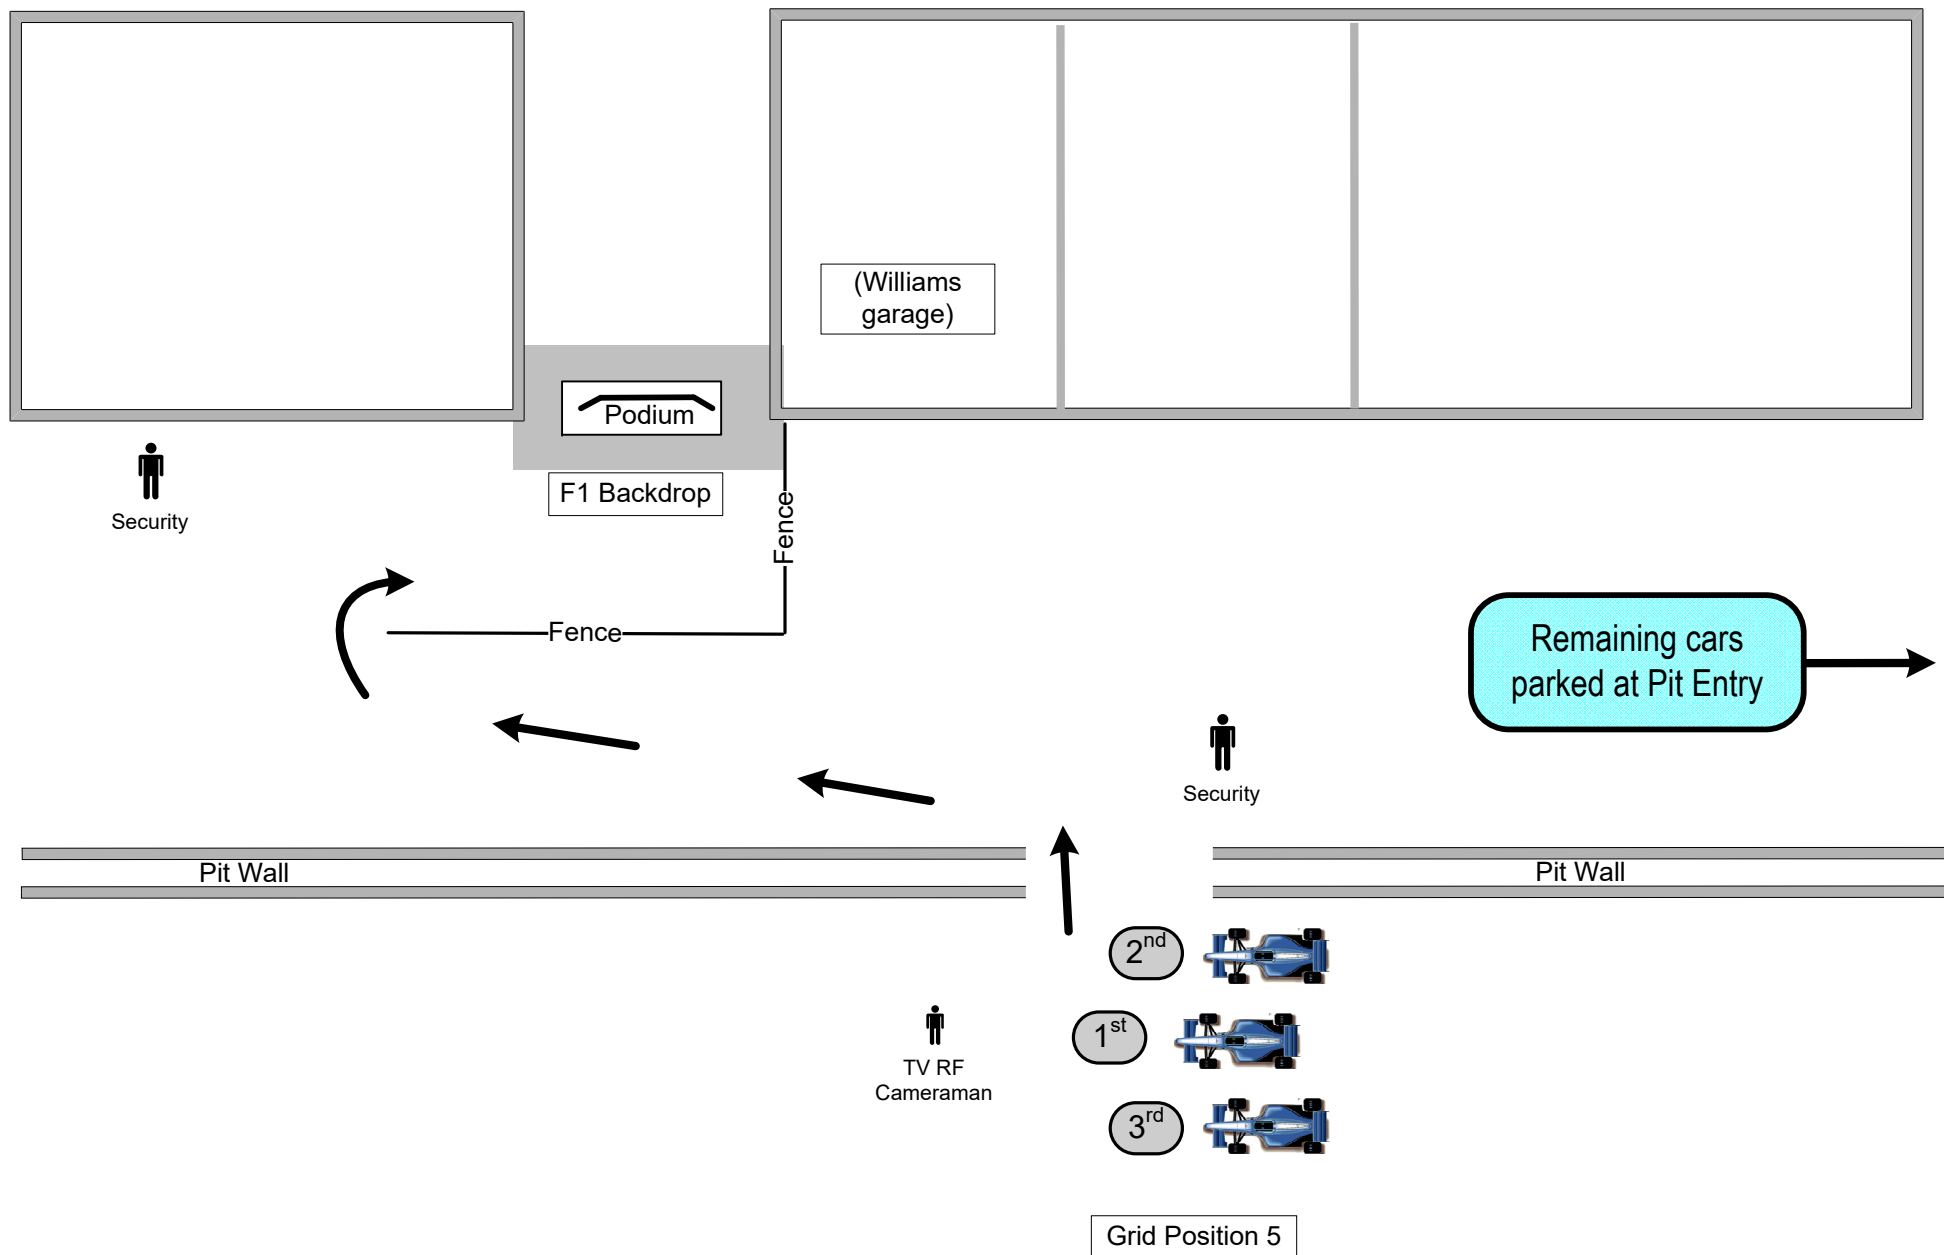 (Williams
garage)
Podium
F1 Backdrop
Security
Fence
Fence
Remaining cars
parked at Pit Entry
Security
Pit Wall
Pit Wall
2nd
1st
TV RF
Cameraman
3rd
Grid Position 5